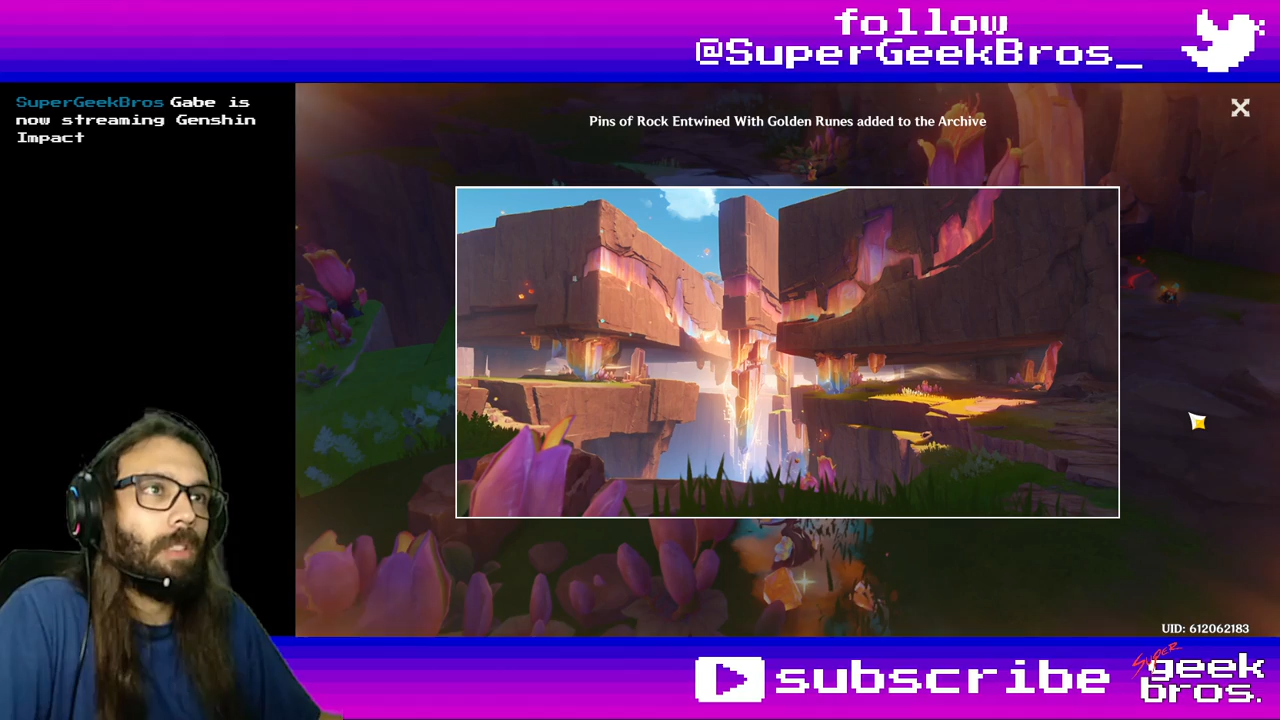 follow
@SuperGeekBros_
SuperGeekBros Gabe is
now streaming Genshin
Impact
Pins of Rock Entwined With Golden Runes added to the Archive
UID: 612062183
subscribe
SUPER
geek
bros.